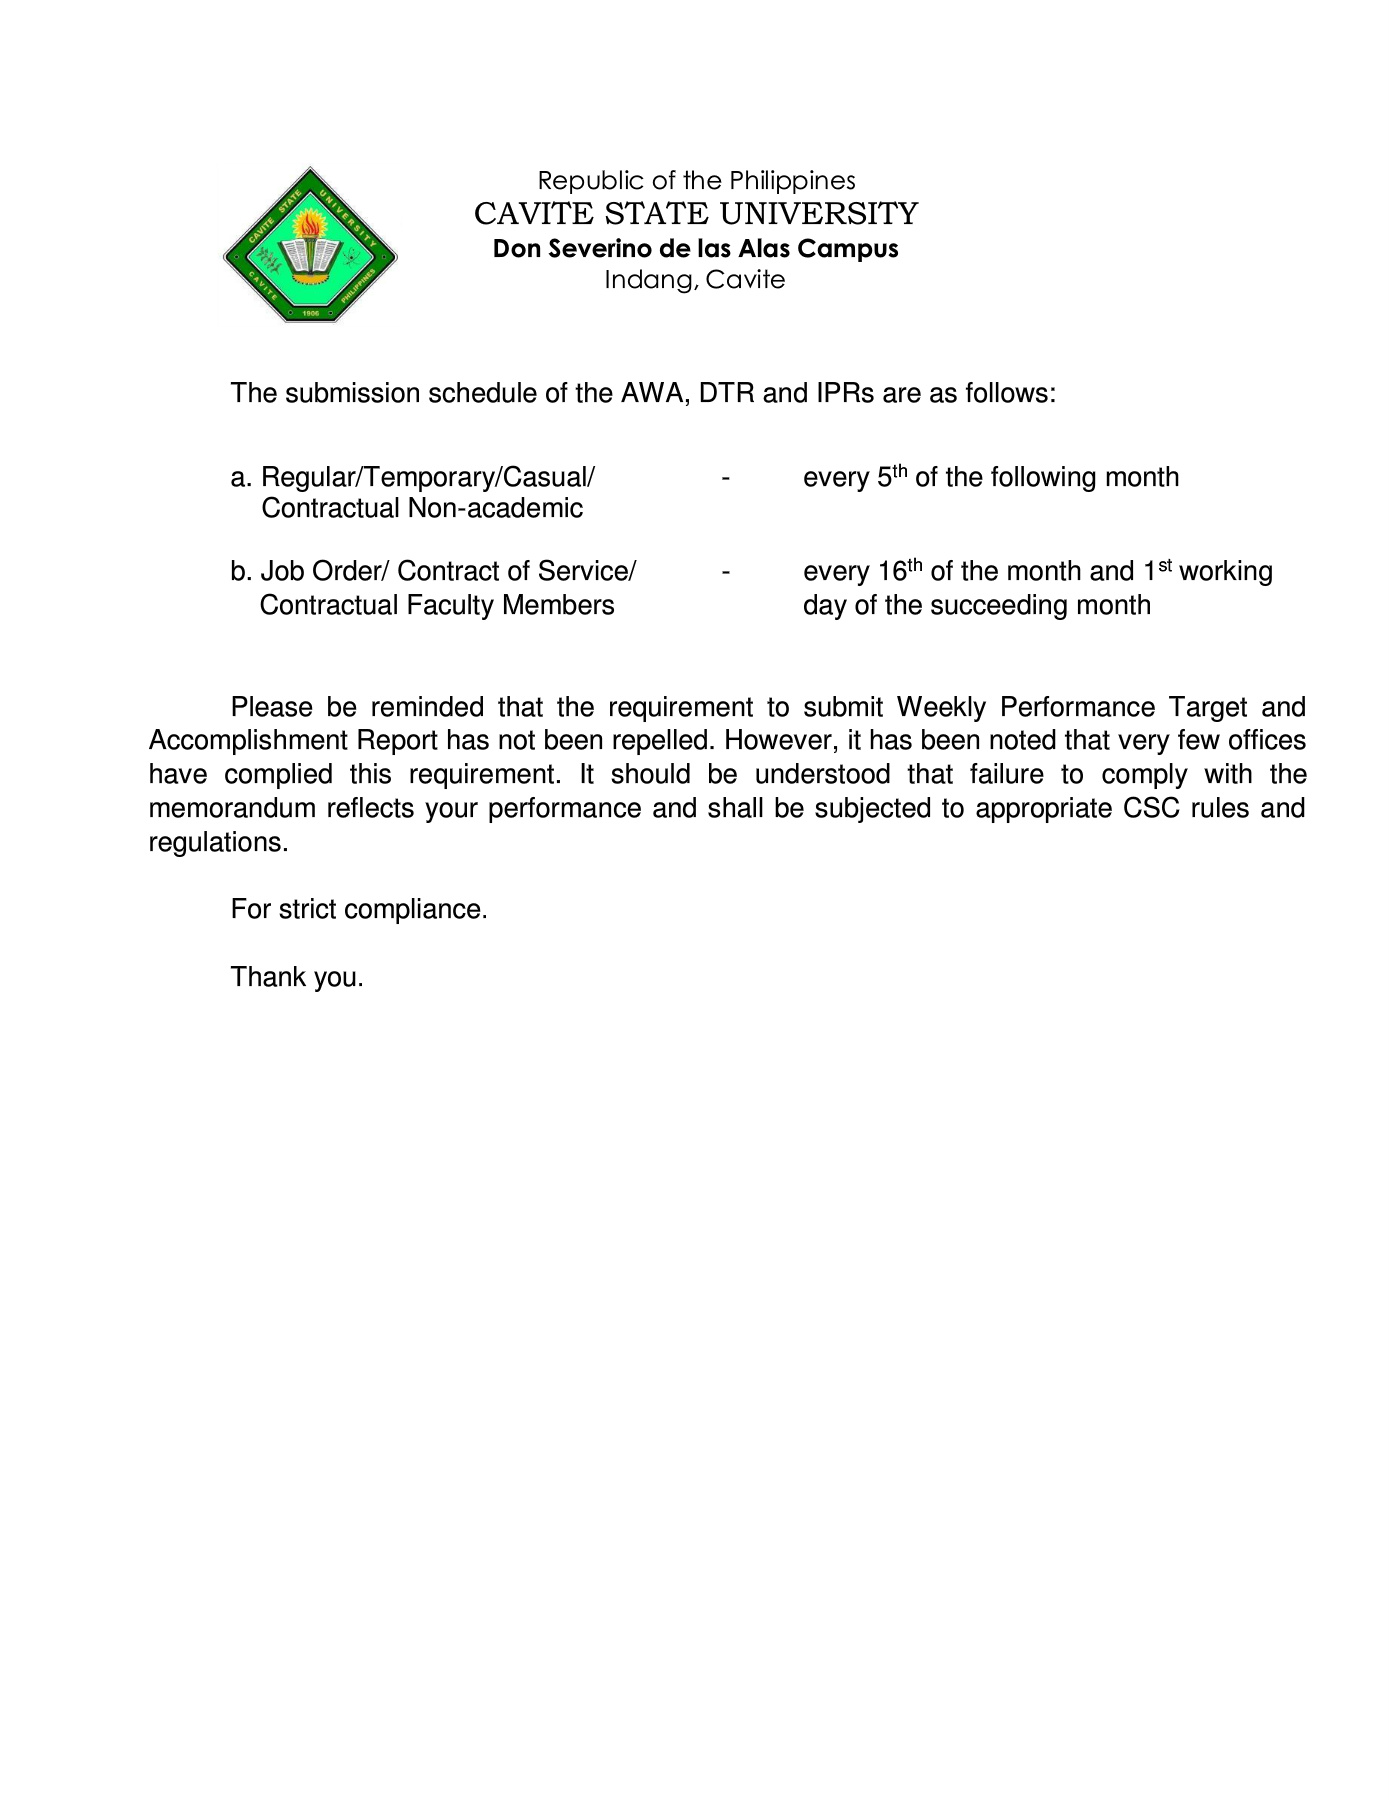 Republic of the Philippines
CAVITE STATE UNIVERSITY
Don Severino de las Alas Campus
Indang, Cavite
CAVITE STATE UNIVERSITY
CAVITE PHILIPPINES
1906
The submission schedule of the AWA, DTR and IPRs are as follows:
a. Regular/Temporary/Casual/ - every 5th of the following month
Contractual Non-academic
b. Job Order/ Contract of Service/ - every 16th of the month and 1st working
Contractual Faculty Members day of the succeeding month
Please be reminded that the requirement to submit Weekly Performance Target and
Accomplishment Report has not been repelled. However, it has been noted that very few offices
have complied this requirement. It should be understood that failure to comply with the
memorandum reflects your performance and shall be subjected to appropriate CSC rules and
regulations.
For strict compliance.
Thank you.